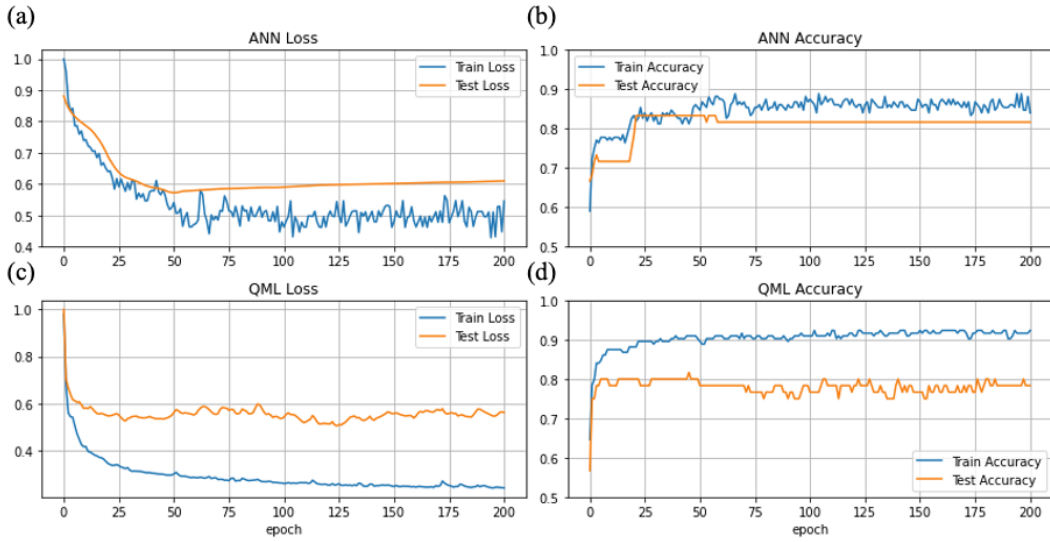 (a)
ANN Loss
1.0
0.9
0.8
0.7
0.6
0.5
0.4
Train Loss
Test Loss
0 25 50 75 100 125 150 175 200
epoch
(b)
ANN Accuracy
1.0
0.9
0.8
0.7
0.6
0.5
Train Accuracy
Test Accuracy
0 25 50 75 100 125 150 175 200
epoch
(c)
QML Loss
1.0
0.8
0.6
0.4
Train Loss
Test Loss
0 25 50 75 100 125 150 175 200
epoch
(d)
QML Accuracy
1.0
0.9
0.8
0.7
0.6
0.5
Train Accuracy
Test Accuracy
0 25 50 75 100 125 150 175 200
epoch